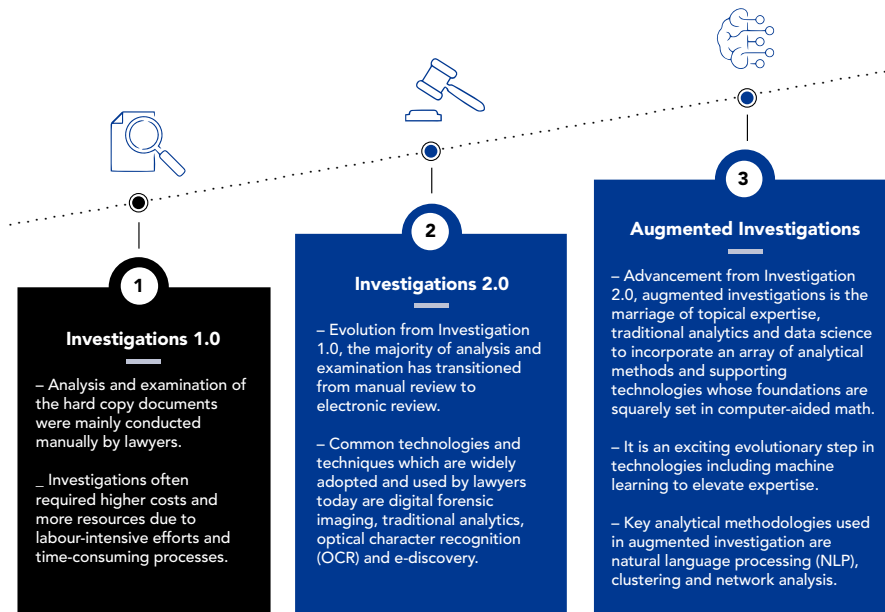 1
Investigations 1.0
– Analysis and examination of
the hard copy documents
were mainly conducted
manually by lawyers.
_ Investigations often
required higher costs and
more resources due to
labour-intensive efforts and
time-consuming processes.
2
Investigations 2.0
– Evolution from Investigation
1.0, the majority of analysis and
examination has transitioned
from manual review to
electronic review.
– Common technologies and
techniques which are widely
adopted and used by lawyers
today are digital forensic
imaging, traditional analytics,
optical character recognition
(OCR) and e-discovery.
3
Augmented Investigations
– Advancement from Investigation
2.0, augmented investigations is the
marriage of topical expertise,
traditional analytics and data science
to incorporate an array of analytical
methods and supporting
technologies whose foundations are
squarely set in computer-aided math.
– It is an exciting evolutionary step in
technologies including machine
learning to elevate expertise.
– Key analytical methodologies used
in augmented investigation are
natural language processing (NLP),
clustering and network analysis.